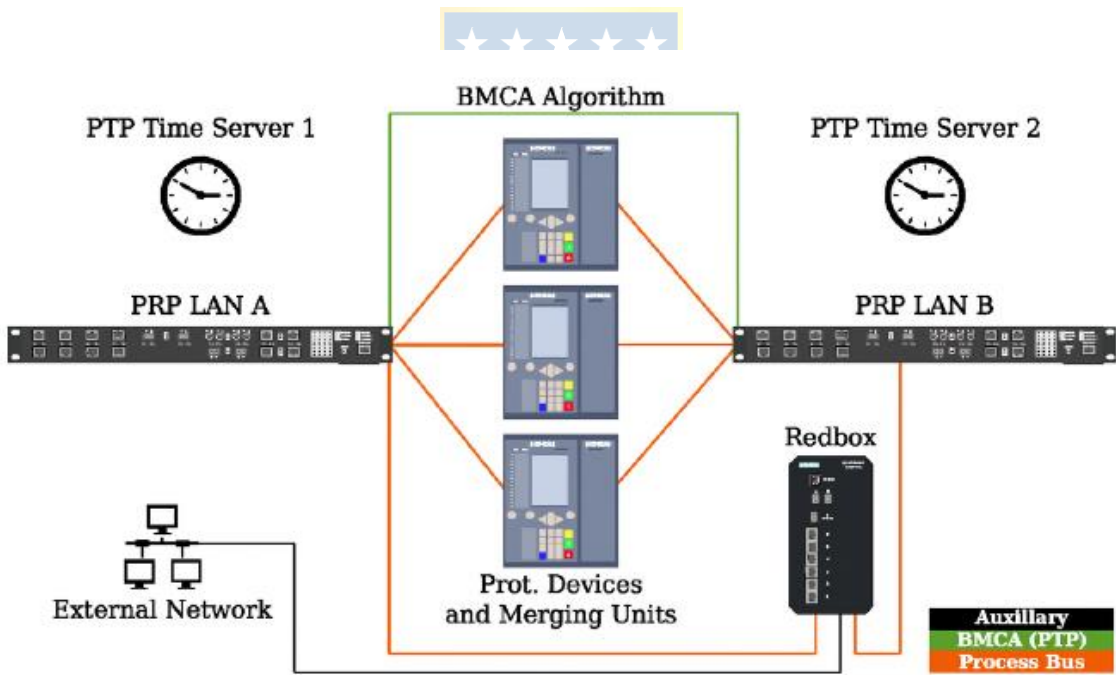 BMCA Algorithm
PTP Time Server 1
PTP Time Server 2
PRP LAN A
PRP LAN B
Redbox
External Network
Prot. Devices
and Merging Units
Auxillary
BMCA (PTP)
Process Bus